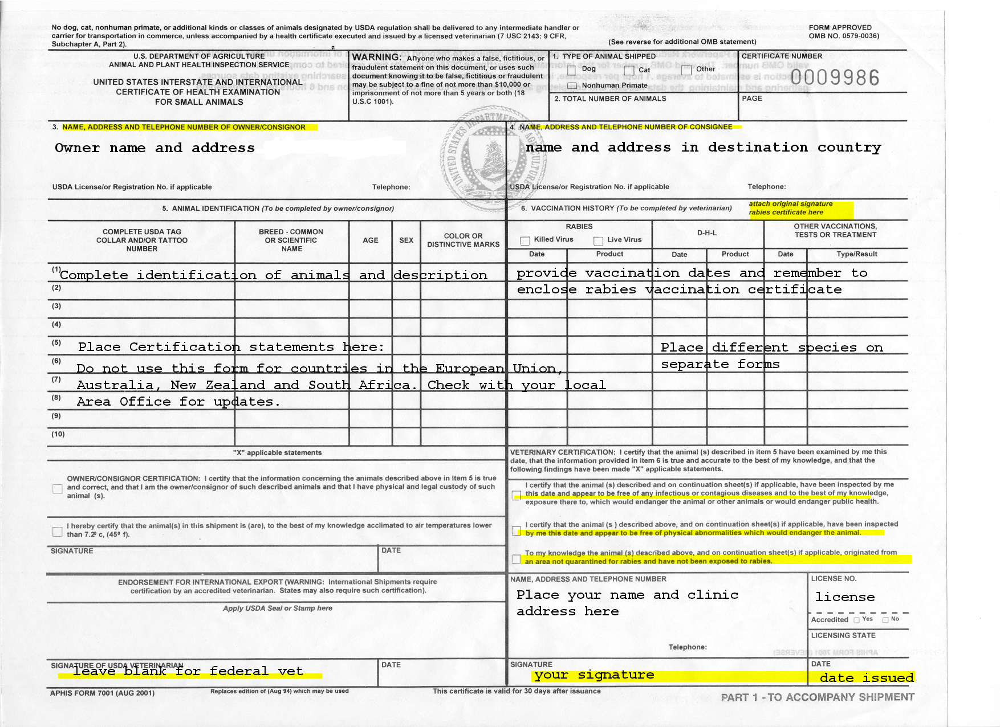 No dog, cat, nonhuman primate, or additional kinds or classes of animals designated by USDA regulation shall be delivered to any intermediate handler or
carrier for transportation in commerce, unless accompanied by a health certificate executed and issued by a licensed veterinarian (7 USC 2143: 9 CFR,
Subchapter A, Part 2).
(See reverse for additional OMB statement)
FORM APPROVED
OMB NO. 0579-0036)
U.S. DEPARTMENT OF AGRICULTURE
ANIMAL AND PLANT HEALTH INSPECTION SERVICE
UNITED STATES INTERSTATE AND INTERNATIONAL
CERTIFICATE OF HEALTH EXAMINATION
FOR SMALL ANIMALS
WARNING: Anyone who makes a false, fictitious, or
fraudulent statement on this document, or uses such
document knowing it to be false, fictitious or fraudulent
may be subject to a fine of not more than $10,000 or
imprisonment of not more than 5 years or both (18
U.S.C 1001).
1. TYPE OF ANIMAL SHIPPED
Dog Cat Other
Nonhuman Primate
2. TOTAL NUMBER OF ANIMALS
CERTIFICATE NUMBER
0009986
PAGE
3. NAME, ADDRESS AND TELEPHONE NUMBER OF OWNER/CONSIGNOR
Owner name and address
USDA License/or Registration No. if applicable Telephone:
4. NAME, ADDRESS AND TELEPHONE NUMBER OF CONSIGNEE
name and address in destination country
USDA License/or Registration No. if applicable Telephone:
UNITED STATES DEPARTMENT OF AGRICULTURE
1862
5. ANIMAL IDENTIFICATION (To be completed by owner/consignor)
6. VACCINATION HISTORY (To be completed by veterinarian)
attach original signature
rabies certificate here
COMPLETE USDA TAG
COLLAR AND/OR TATTOO
NUMBER
BREED - COMMON
OR SCIENTIFIC
NAME
AGE
SEX
COLOR OR
DISTINCTIVE MARKS
RABIES
Killed Virus Live Virus
D-H-L
OTHER VACCINATIONS,
TESTS OR TREATMENT
Date Product Date Product Date Type/Result
(1) Complete identification of animals and description
provide vaccination dates and remember to
(2)
enclose rabies vaccination certificate
(3)
(4)
(5) Place Certification statements here:
Place different species on
(6) Do not use this form for countries in the European Union,
separate forms
(7) Australia, New Zealand and South Africa. Check with your local
(8) Area Office for updates.
(9)
(10)
"X" applicable statements
OWNER/CONSIGNOR CERTIFICATION: I certify that the information concerning the animals described above in Item 5 is true
and correct, and that I am the owner/consignor of such described animals and that I have physical and legal custody of such
animal (s).
I hereby certify that the animal(s) in this shipment is (are), to the best of my knowledge acclimated to air temperatures lower
than 7.2º c, (45º f).
SIGNATURE DATE
VETERINARY CERTIFICATION: I certify that the animal (s) described in item 5 have been examined by me this
date, that the information provided in item 6 is true and accurate to the best of my knowledge, and that the
following findings have been made "X" applicable statements.
I certify that the animal (s) described and on continuation sheet(s) if applicable, have been inspected by me
this date and appear to be free of any infectious or contagious diseases and to the best of my knowledge,
exposure there to, which would endanger the animal or other animals or would endanger public health.
I certify that the animal (s ) described above, and on continuation sheet(s) if applicable, have been inspected
by me this date and appear to be free of physical abnormalities which would endanger the animal.
To my knowledge the animal (s) described above, and on continuation sheet(s) if applicable, originated from
an area not quarantined for rabies and have not been exposed to rabies.
ENDORSEMENT FOR INTERNATIONAL EXPORT (WARNING: International Shipments require
certification by an accredited veterinarian. States may also require such certification).
Apply USDA Seal or Stamp here
NAME, ADDRESS AND TELEPHONE NUMBER
Place your name and clinic
address here
Telephone:
LICENSE NO.
license
Accredited Yes No
LICENSING STATE
SIGNATURE OF USDA VETERINARIAN
leave blank for federal vet
DATE
SIGNATURE
your signature
DATE
date issued
APHIS FORM 7001 (AUG 2001)
Replaces edition of (Aug 94) which may be used
This certificate is valid for 30 days after issuance
PART 1 - TO ACCOMPANY SHIPMENT